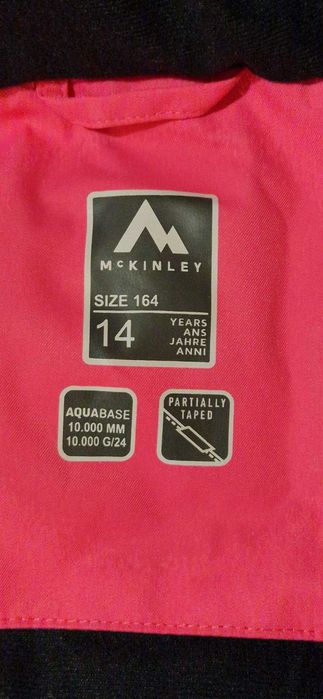 McKINLEY
SIZE 164
14
YEARS
ANS
JAHRE
ANNI
AQUABASE
10.000 MM
10.000 G/24
PARTIALLY
TAPED